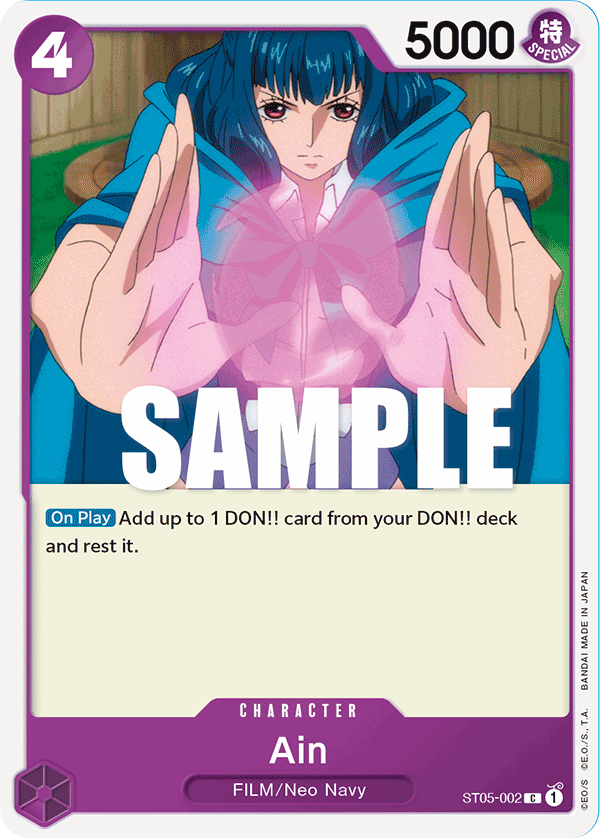 4
5000
特
SPECIAL
SAMPLE
On Play Add up to 1 DON!! card from your DON!! deck
and rest it.
CHARACTER
Ain
FILM/Neo Navy
ST05-002 C 1
©EO/S ©E.O./S., T.A. BANDAI MADE IN JAPAN